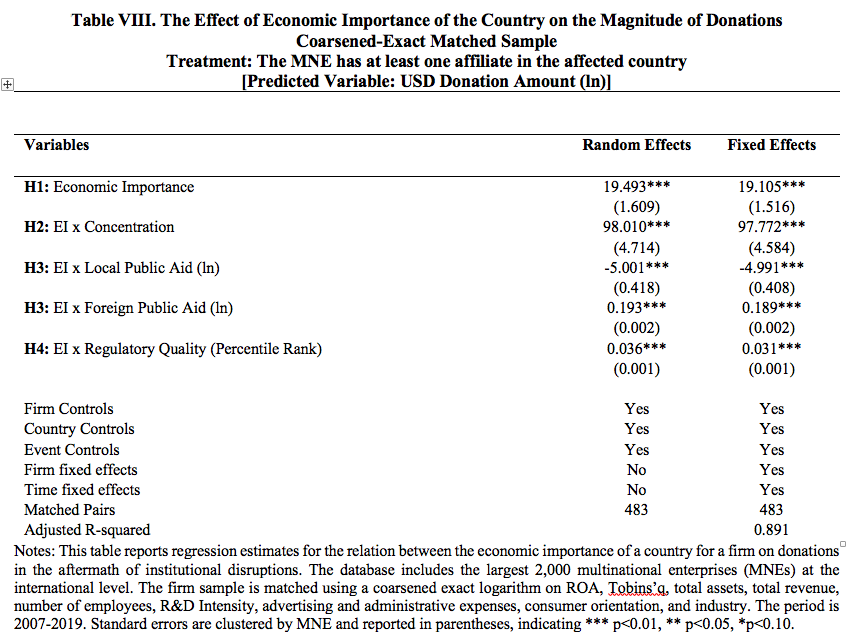 Table VIII. The Effect of Economic Importance of the Country on the Magnitude of Donations
Coarsened-Exact Matched Sample
Treatment: The MNE has at least one affiliate in the affected country
[Predicted Variable: USD Donation Amount (ln)]
Variables Random Effects Fixed Effects
H1: Economic Importance 19.493*** 19.105***
(1.609) (1.516)
H2: EI x Concentration 98.010*** 97.772***
(4.714) (4.584)
H3: EI x Local Public Aid (ln) -5.001*** -4.991***
(0.418) (0.408)
H3: EI x Foreign Public Aid (ln) 0.193*** 0.189***
(0.002) (0.002)
H4: EI x Regulatory Quality (Percentile Rank) 0.036*** 0.031***
(0.001) (0.001)
Firm Controls Yes Yes
Country Controls Yes Yes
Event Controls Yes Yes
Firm fixed effects No Yes
Time fixed effects No Yes
Matched Pairs 483 483
Adjusted R-squared 0.891
Notes: This table reports regression estimates for the relation between the economic importance of a country for a firm on donations
in the aftermath of institutional disruptions. The database includes the largest 2,000 multinational enterprises (MNEs) at the
international level. The firm sample is matched using a coarsened exact logarithm on ROA, Tobins'q, total assets, total revenue,
number of employees, R&D Intensity, advertising and administrative expenses, consumer orientation, and industry. The period is
2007-2019. Standard errors are clustered by MNE and reported in parentheses, indicating *** p<0.01, ** p<0.05, *p<0.10.